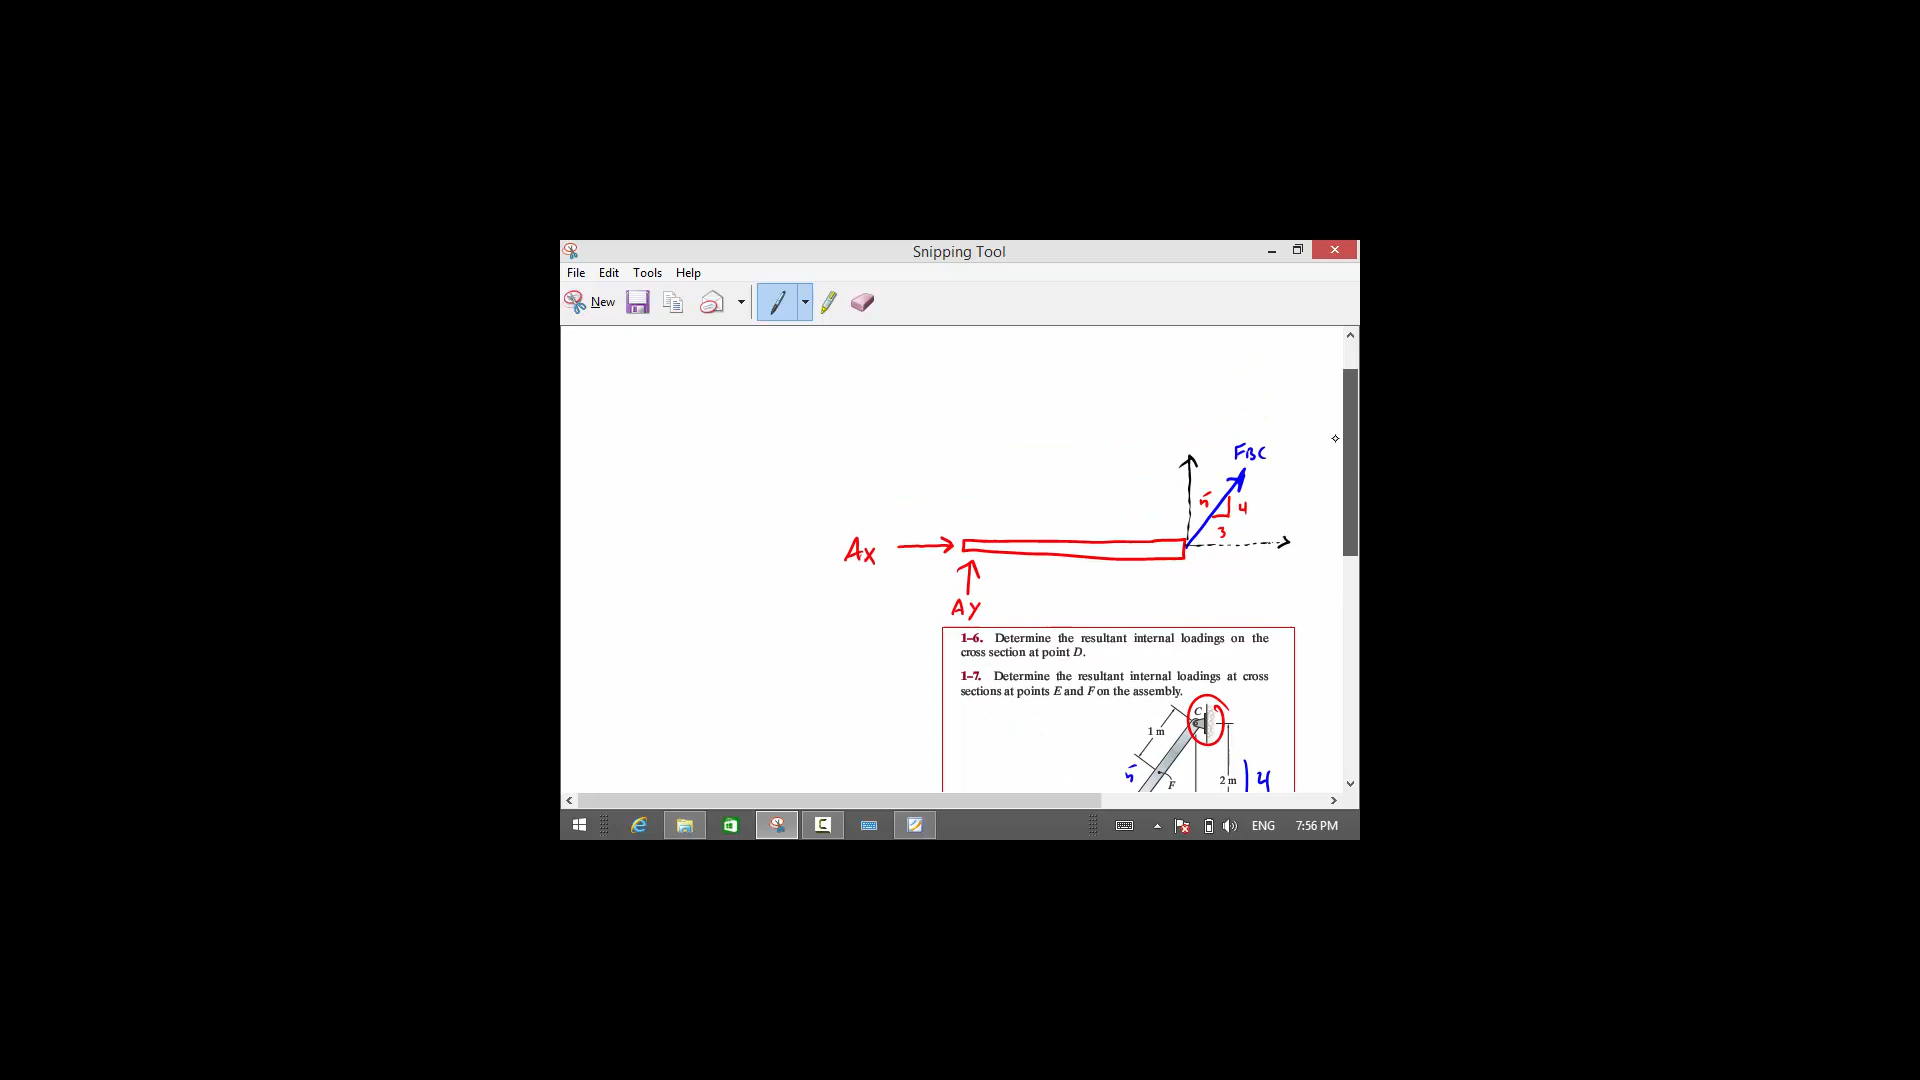 Snipping Tool
File Edit Tools Help
New
FBC
5
4
3
Ax
Ay
1–6. Determine the resultant internal loadings on the
cross section at point D.
1–7. Determine the resultant internal loadings at cross
sections at points E and F on the assembly.
C
1 m
5
F
2 m
4
ENG
7:56 PM